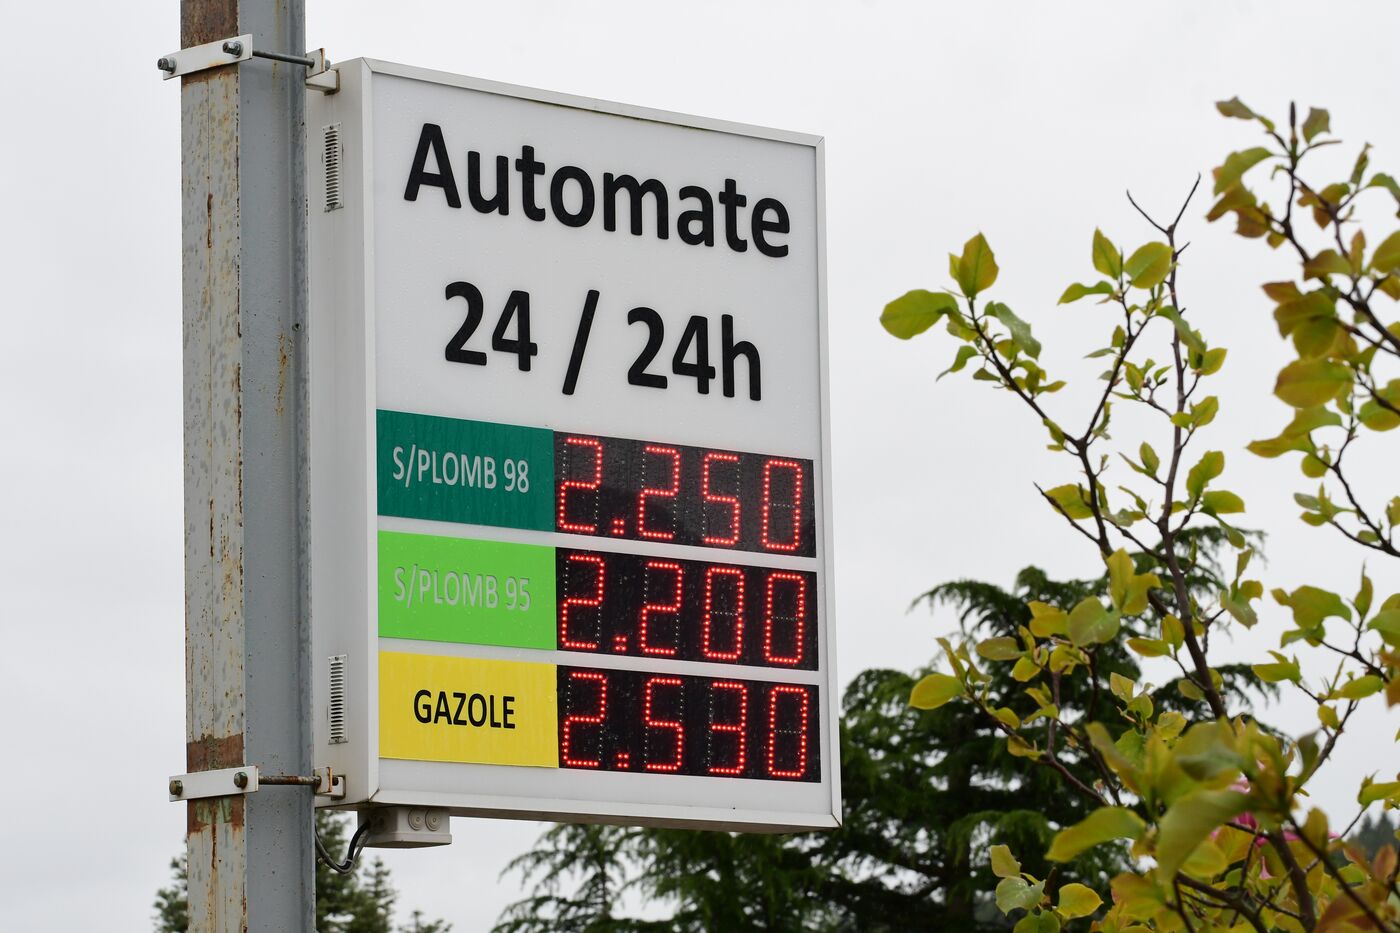 Automate
24 / 24h
S/PLOMB 98 2.250
S/PLOMB 95 2.200
GAZOLE 2.530